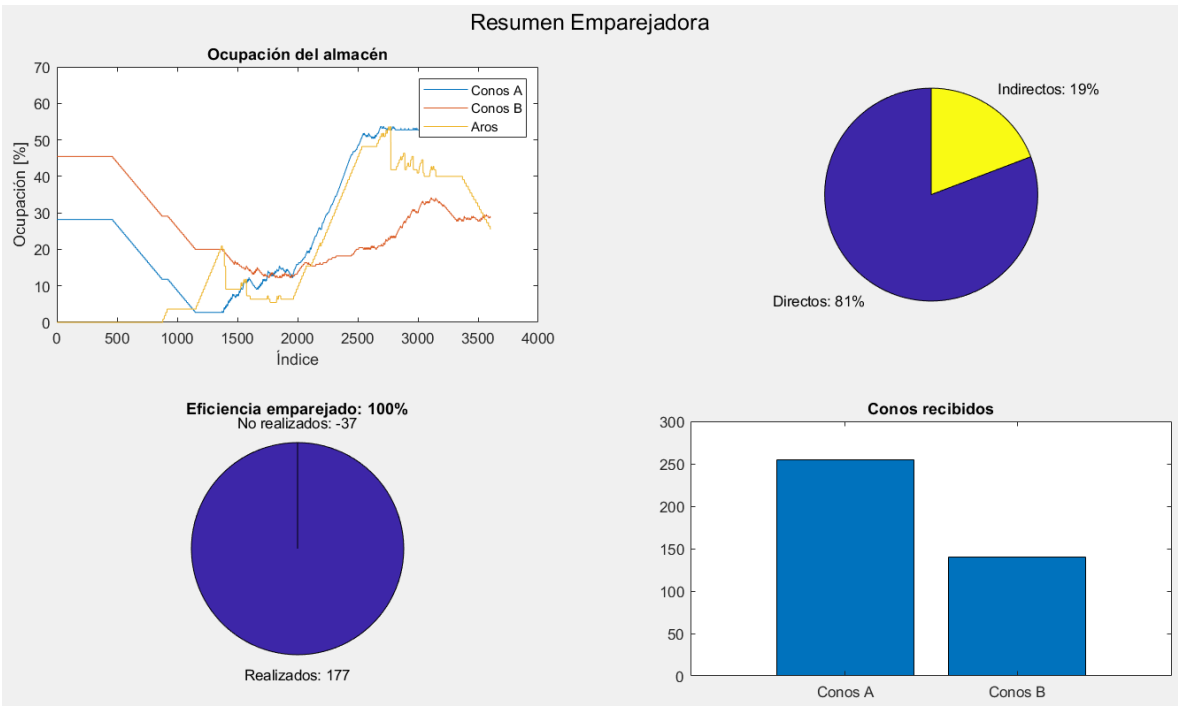 Resumen Emparejadora
Ocupación del almacén
70
60
50
40
30
20
10
0
Ocupación [%]
0 500 1000 1500 2000 2500 3000 3500 4000
Índice
Conos A
Conos B
Aros
Indirectos: 19%
Directos: 81%
Eficiencia emparejado: 100%
No realizados: -37
Realizados: 177
Conos recibidos
300
250
200
150
100
50
0
Conos A Conos B